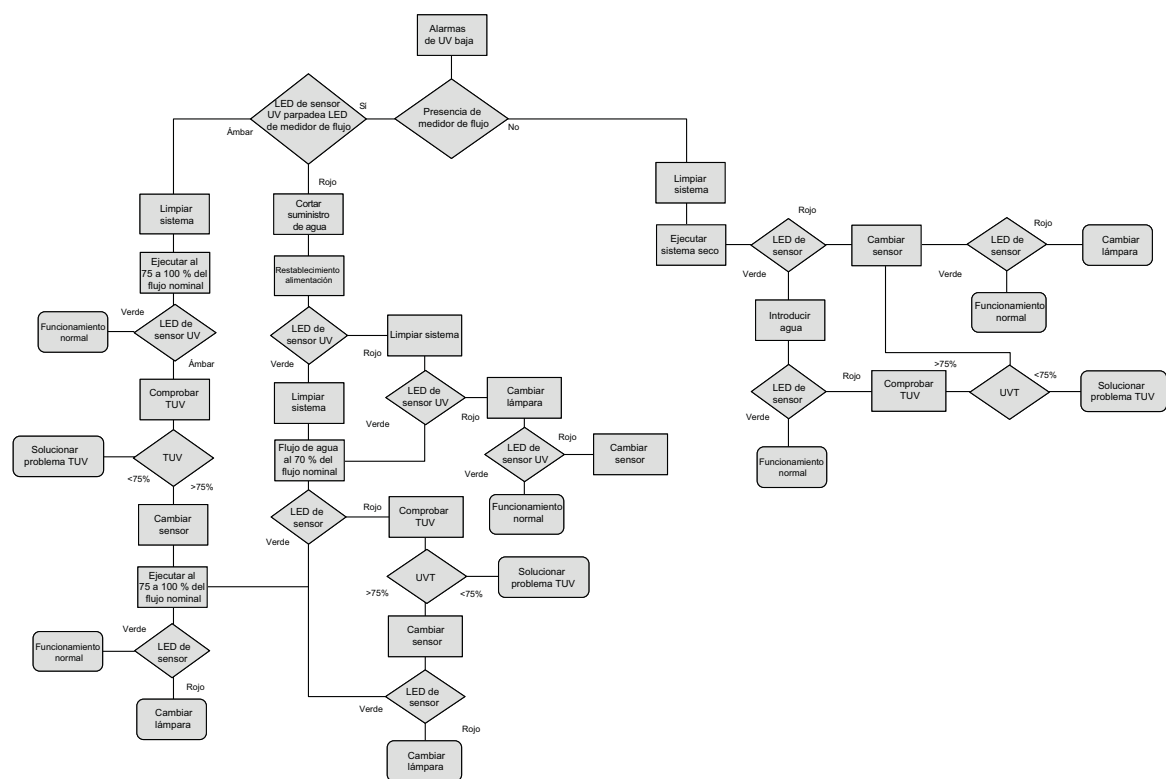 Alarmas
de UV baja
Presencia de
medidor de flujo
Sí
No
LED de sensor
UV parpadea LED
de medidor de flujo
Ámbar
Rojo
Limpiar
sistema
Ejecutar al
75 a 100 % del
flujo nominal
Verde
LED de
sensor UV
Funcionamiento
normal
Ámbar
Comprobar
TUV
TUV
Solucionar
problema TUV
<75%
>75%
Cambiar
sensor
Ejecutar al
75 a 100 % del
flujo nominal
Verde
LED de
sensor
Funcionamiento
normal
Rojo
Cambiar
lámpara
Cortar
suministro
de agua
Restablecimiento
alimentación
LED de
sensor UV
Verde
Rojo
Limpiar
sistema
Flujo de agua
al 70 % del
flujo nominal
Limpiar sistema
LED de
sensor UV
Verde
Rojo
Cambiar
lámpara
LED de
sensor UV
Rojo
Verde
Cambiar
sensor
Funcionamiento
normal
LED de
sensor
Verde
Rojo
Comprobar
TUV
UVT
>75%
<75%
Solucionar
problema TUV
Cambiar
sensor
LED de
sensor
Verde
Rojo
Cambiar
lámpara
Limpiar
sistema
Ejecutar
sistema seco
LED de
sensor
Rojo
Verde
Cambiar
sensor
LED de
sensor
Rojo
Verde
Cambiar
lámpara
Funcionamiento
normal
Introducir
agua
LED de
sensor
Rojo
Verde
Funcionamiento
normal
Comprobar
TUV
>75%
UVT
<75%
Solucionar
problema TUV